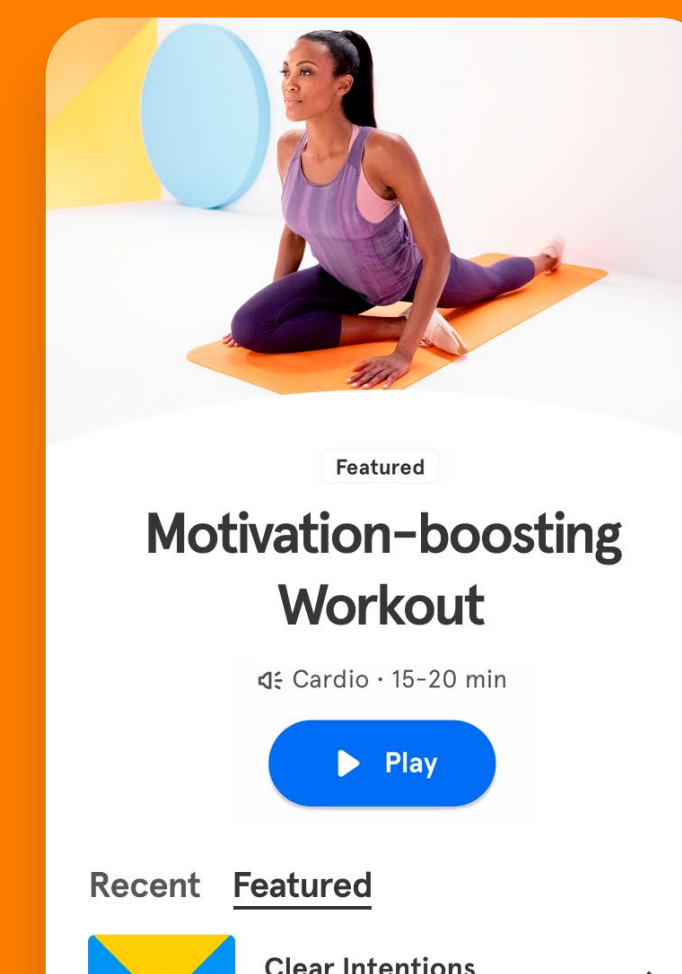 Featured
Motivation-boosting
Workout
Cardio • 15-20 min
Play
Recent Featured
Clear Intentions